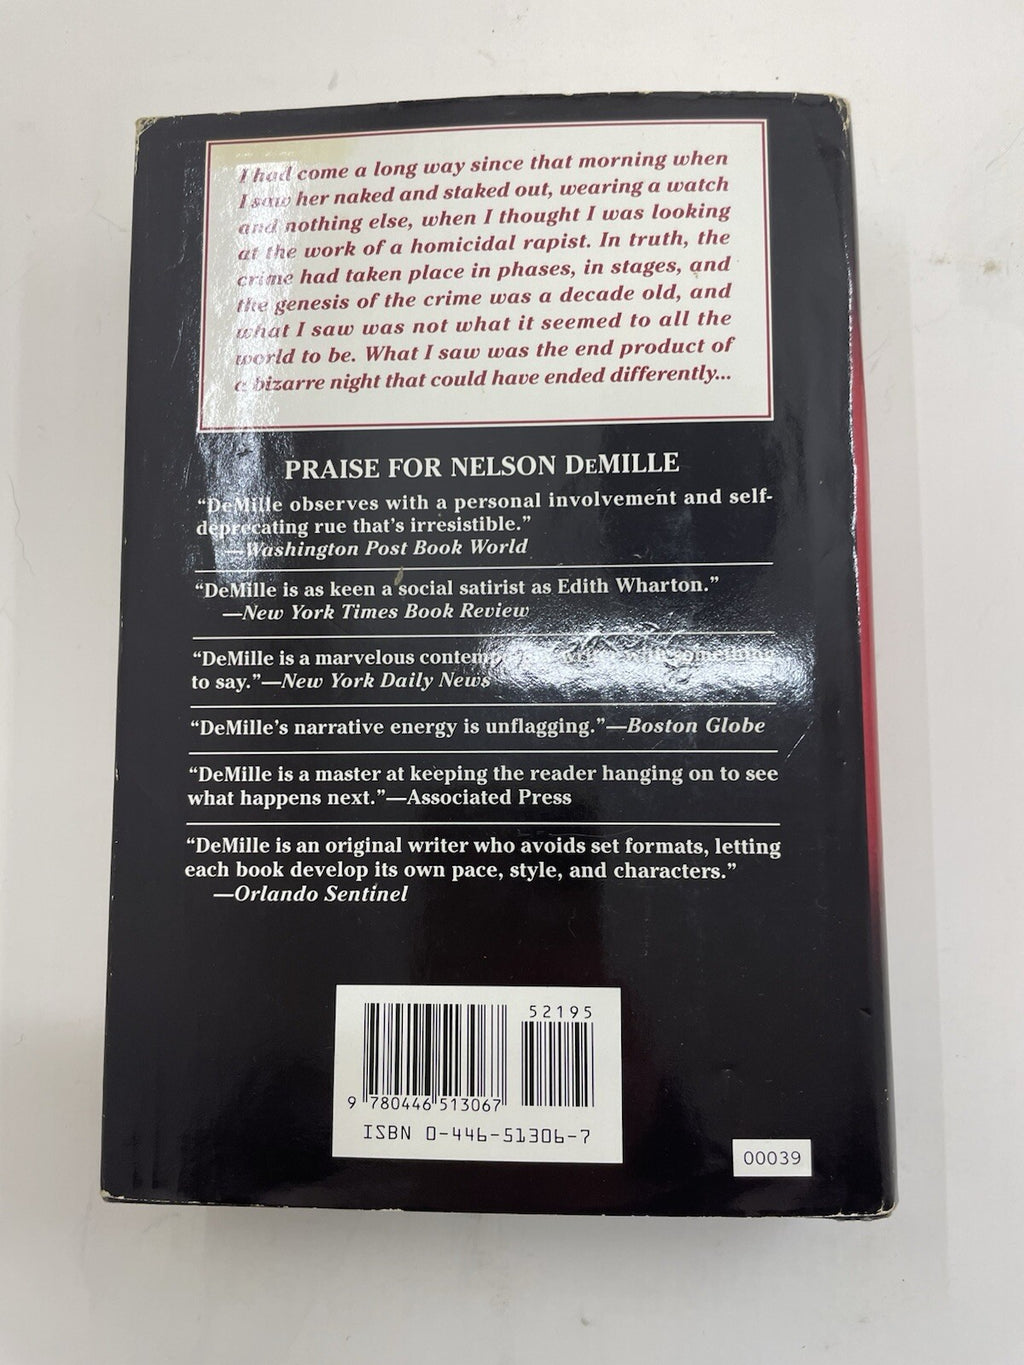 I had come a long way since that morning when
I saw her naked and staked out, wearing a watch
and nothing else, when I thought I was looking
at the work of a homicidal rapist. In truth, the
crime had taken place in phases, in stages, and
the genesis of the crime was a decade old, and
what I saw was not what it seemed to all the
world to be. What I saw was the end product of
a bizarre night that could have ended differently...
PRAISE FOR NELSON DEMILLE
“DeMille observes with a personal involvement and self-
deprecating rue that’s irresistible.”
—Washington Post Book World
“DeMille is as keen a social satirist as Edith Wharton.”
—New York Times Book Review
“DeMille is a marvelous writer with something
to say.”—New York Daily News
“DeMille’s narrative energy is unflagging.”—Boston Globe
“DeMille is a master at keeping the reader hanging on to see
what happens next.”—Associated Press
“DeMille is an original writer who avoids set formats, letting
each book develop its own pace, style, and characters.”
—Orlando Sentinel
52195
9 780446 513067
ISBN 0-446-51306-7
00039